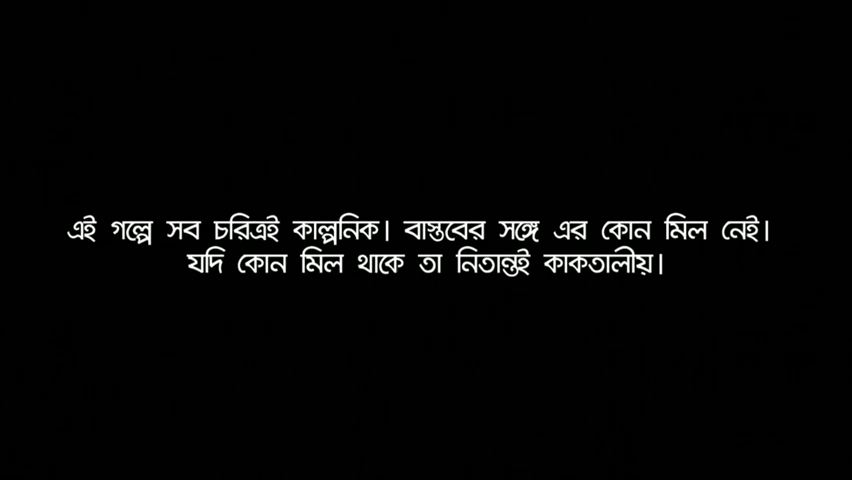 এই গল্পে সব চরিত্রই কাল্পনিক। বাস্তবের সঙ্গে এর কোন মিল নেই।
যদি কোন মিল থাকে তা নিতান্তই কাকতালীয়।